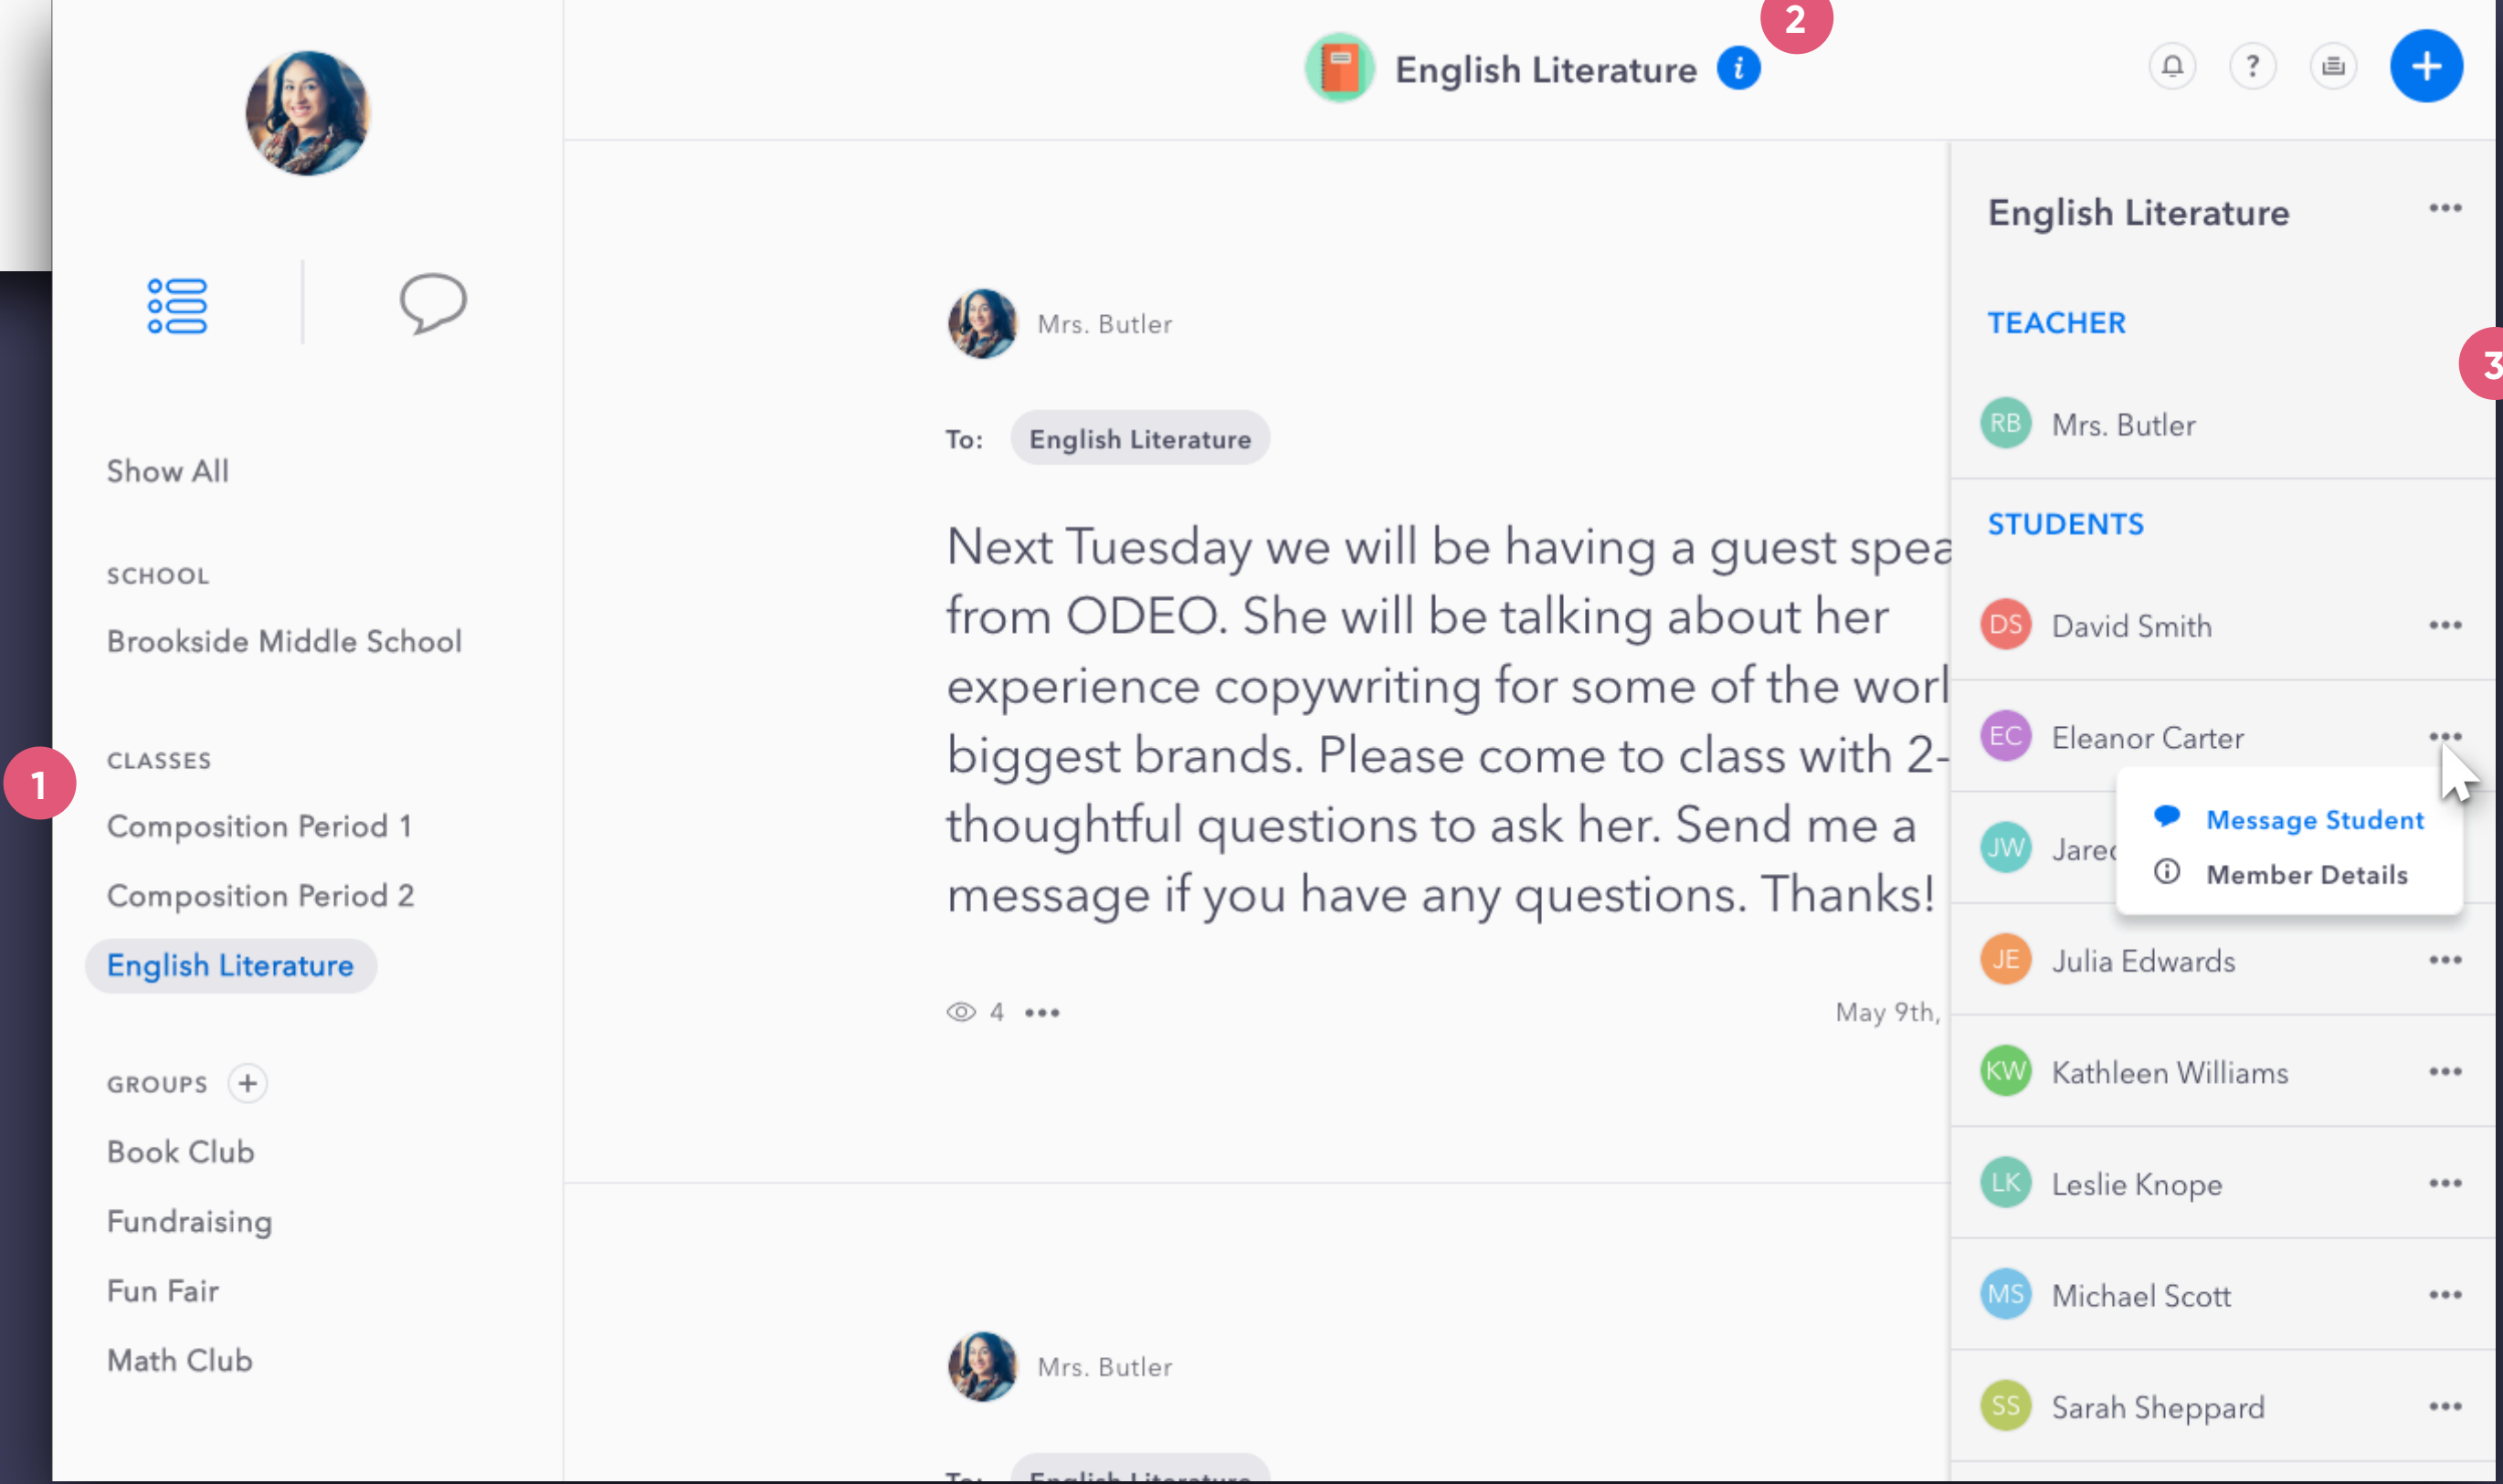 2
English Literature i
?
+
Show All
SCHOOL
Brookside Middle School
1
CLASSES
Composition Period 1
Composition Period 2
English Literature
GROUPS +
Book Club
Fundraising
Fun Fair
Math Club
Mrs. Butler
To: English Literature
Next Tuesday we will be having a guest
from ODEO. She will be talking about her
experience copywriting for some of the
biggest brands. Please come to class with 2-
thoughtful questions to ask her. Send me a
message if you have any questions. Thanks!
4
May 9th,
Mrs. Butler
To: English Literature
English Literature
TEACHER
3
RB Mrs. Butler
STUDENTS
DS David Smith
EC Eleanor Carter
Message Student
Member Details
JW
JE Julia Edwards
KW Kathleen Williams
LK Leslie Knope
MS Michael Scott
SS Sarah Sheppard